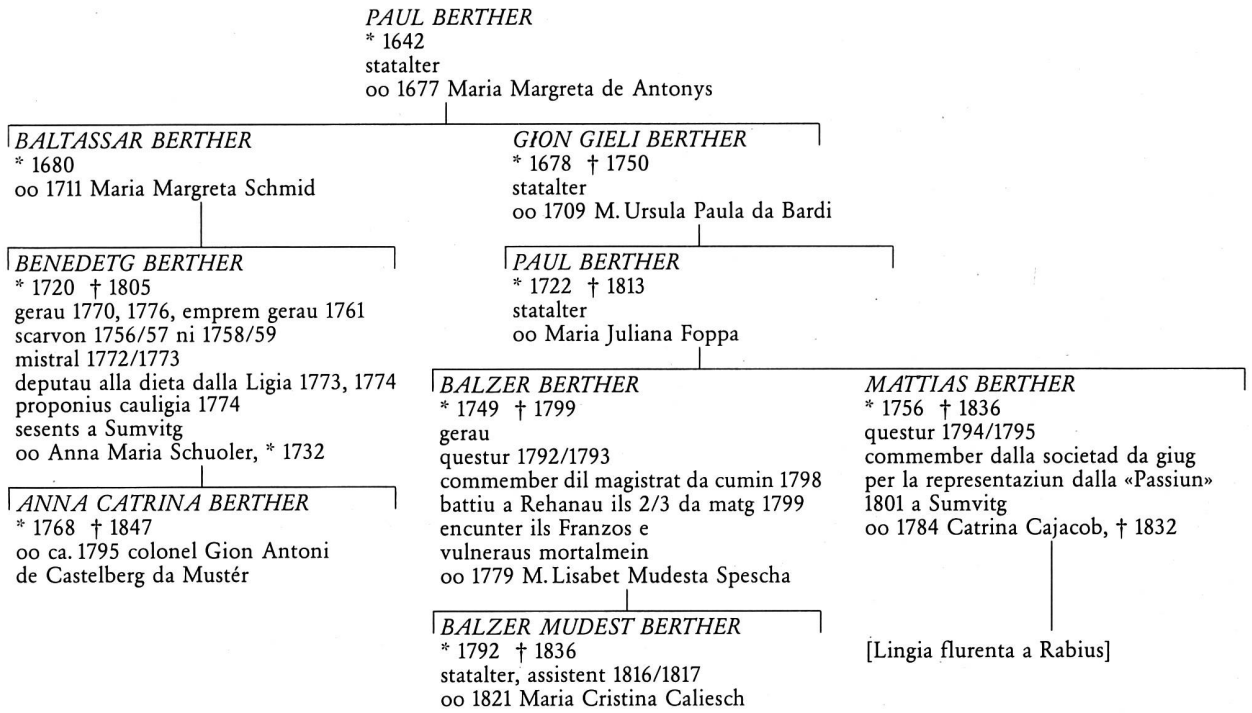 PAUL BERTHER
* 1642
statalter
oo 1677 Maria Margreta de Antonys
BALTASSAR BERTHER
* 1680
oo 1711 Maria Margreta Schmid
GION GIELI BERTHER
* 1678 † 1750
statalter
oo 1709 M. Ursula Paula da Bardi
BENEDETG BERTHER
* 1720 † 1805
gerau 1770, 1776, emprem gerau 1761
scarvon 1756/57 ni 1758/59
mistral 1772/1773
deputau alla dieta dalla Ligia 1773, 1774
proponius cauligia 1774
sesents a Sumvitg
oo Anna Maria Schuoler, * 1732
PAUL BERTHER
* 1722 † 1813
statalter
oo Maria Juliana Foppa
ANNA CATRINA BERTHER
* 1768 † 1847
oo ca. 1795 colonel Gion Antoni
de Castelberg da Mustér
BALZER BERTHER
* 1749 † 1799
gerau
questur 1792/1793
commember dil magistrat da cumin 1798
battiu a Rehanau ils 2/3 da matg 1799
encunter ils Franzos e
vulneraus mortalmein
oo 1779 M. Lisabet Mudesta Spescha
MATTIAS BERTHER
* 1756 † 1836
questur 1794/1795
commember dalla societad da giug
per la representaziun dalla «Passiun»
1801 a Sumvitg
oo 1784 Catrina Cajacob, † 1832
BALZER MUDEST BERTHER
* 1792 † 1836
statalter, assistent 1816/1817
oo 1821 Maria Cristina Caliesch
[Lingia flurenta a Rabius]